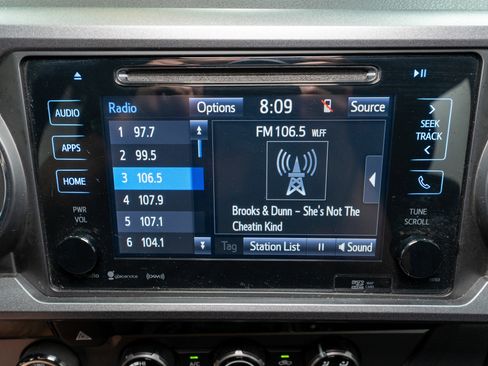 AUDIO
APPS
HOME
PWR
VOL
Radio
Options
8:09
Source
1 97.7
2 99.5
3 106.5
4 107.9
5 107.1
6 104.1
FM 106.5 WLFF
Brooks & Dunn – She's Not The
Cheatin Kind
Tag
Station List
Sound
SEEK
TRACK
TUNE
SCROLL
A/C